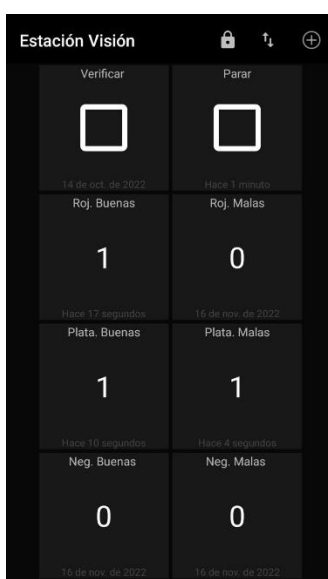 Estación Visión
Verificar
Parar
14 de oct. de 2022
Hace 1 minuto
Roj. Buenas
Roj. Malas
1
0
Hace 17 segundos
16 de nov. de 2022
Plata. Buenas
Plata. Malas
1
1
Hace 10 segundos
Hace 4 segundos
Neg. Buenas
Neg. Malas
0
0
16 de nov. de 2022
16 de nov. de 2022